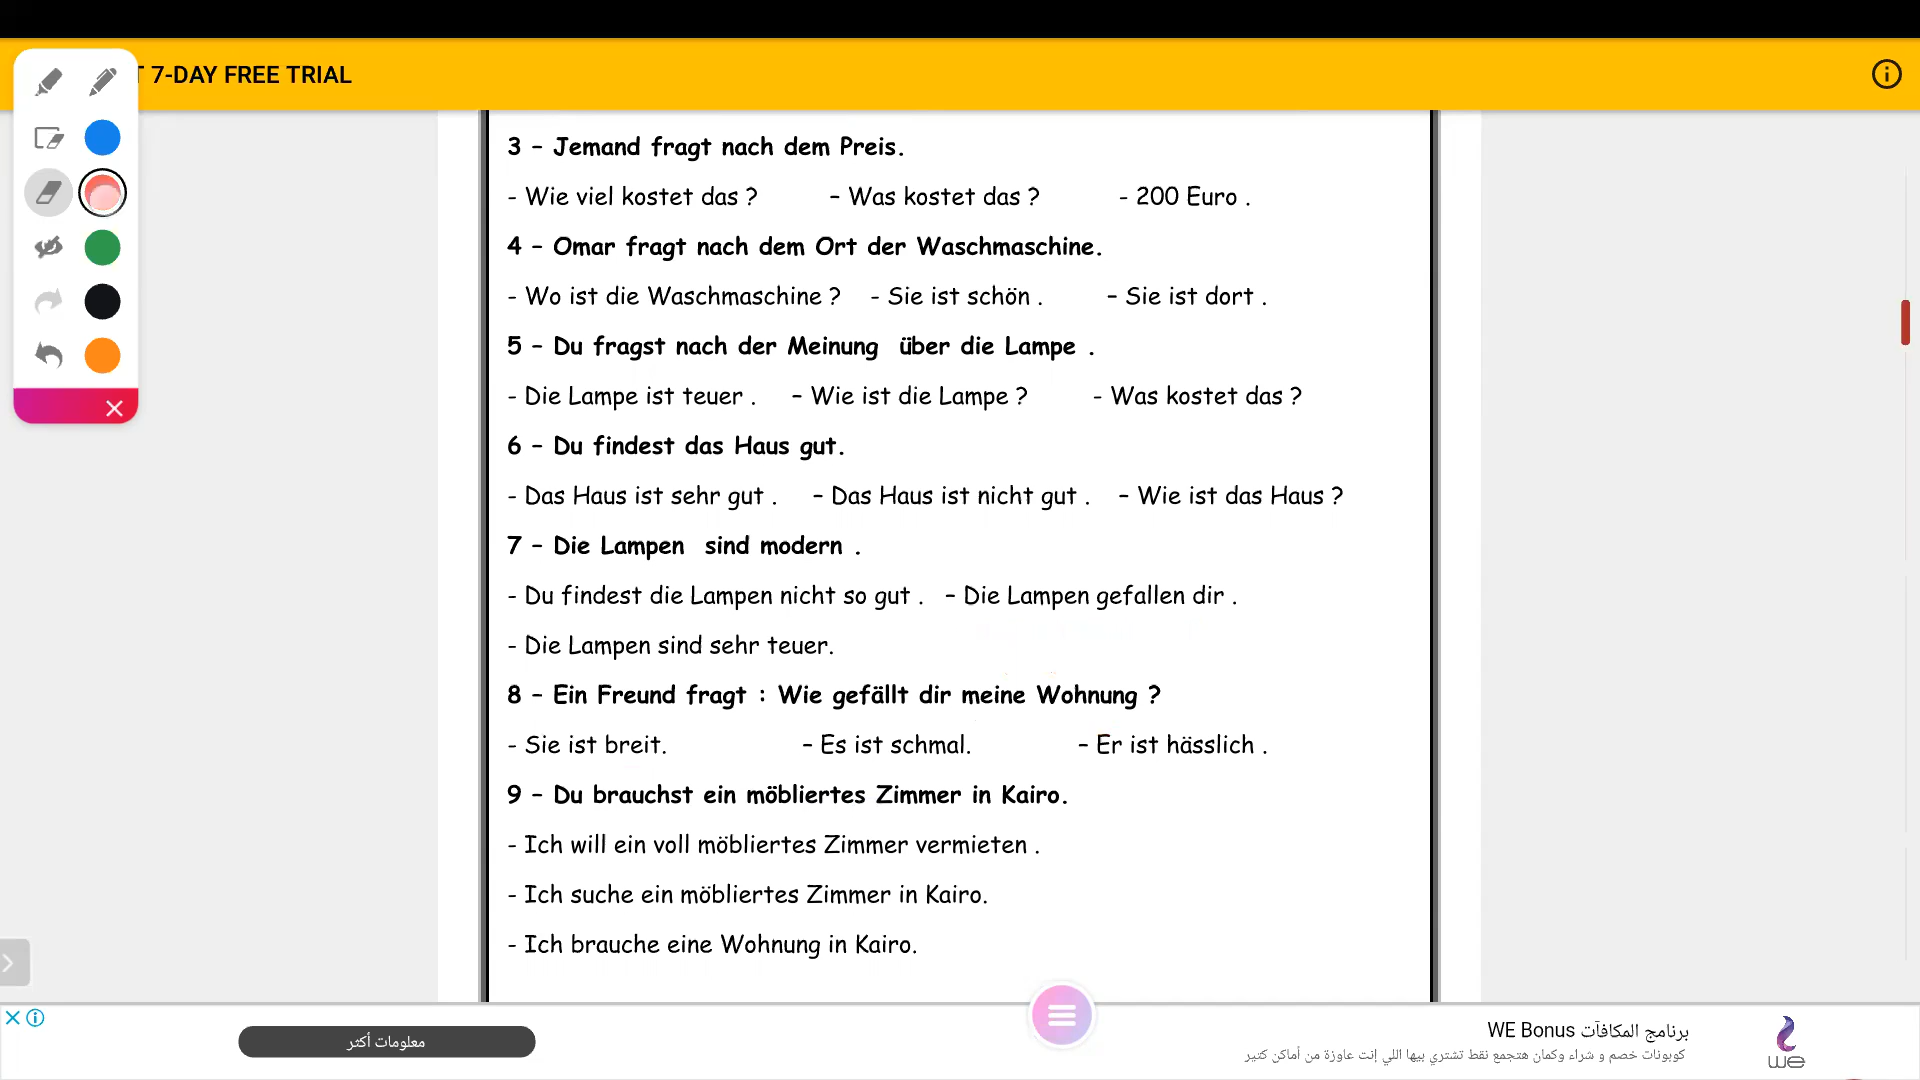 T 7-DAY FREE TRIAL
3 – Jemand fragt nach dem Preis.
- Wie viel kostet das ? – Was kostet das ? - 200 Euro .
4 – Omar fragt nach dem Ort der Waschmaschine.
- Wo ist die Waschmaschine ? - Sie ist schön . – Sie ist dort .
5 – Du fragst nach der Meinung über die Lampe .
- Die Lampe ist teuer . – Wie ist die Lampe ? - Was kostet das ?
6 – Du findest das Haus gut.
- Das Haus ist sehr gut . – Das Haus ist nicht gut . – Wie ist das Haus ?
7 – Die Lampen sind modern .
- Du findest die Lampen nicht so gut . – Die Lampen gefallen dir .
- Die Lampen sind sehr teuer.
8 – Ein Freund fragt : Wie gefällt dir meine Wohnung ?
- Sie ist breit. – Es ist schmal. – Er ist hässlich .
9 – Du brauchst ein möbliertes Zimmer in Kairo.
- Ich will ein voll möbliertes Zimmer vermieten .
- Ich suche ein möbliertes Zimmer in Kairo.
- Ich brauche eine Wohnung in Kairo.
برنامج المكافآت WE Bonus
معلومات أكثر
كوبونات خصم و شراء وكمان هتجمع نقط تشتري بيها اللي إنت عاوزة من أماكن كتير
we